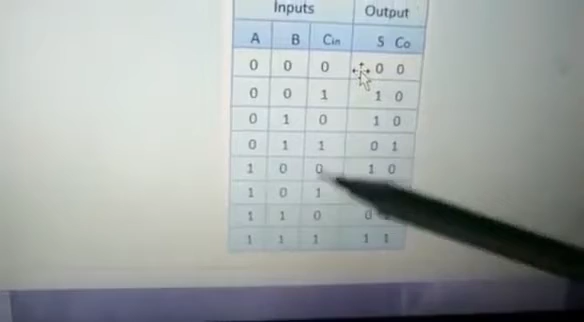 Inputs Output
A B Cin S Co
0 0 0 0 0
0 0 1 1 0
0 1 0 1 0
0 1 1 0 1
1 0 0 1 0
1 0 1
1 1 0 0
1 1 1 1 1